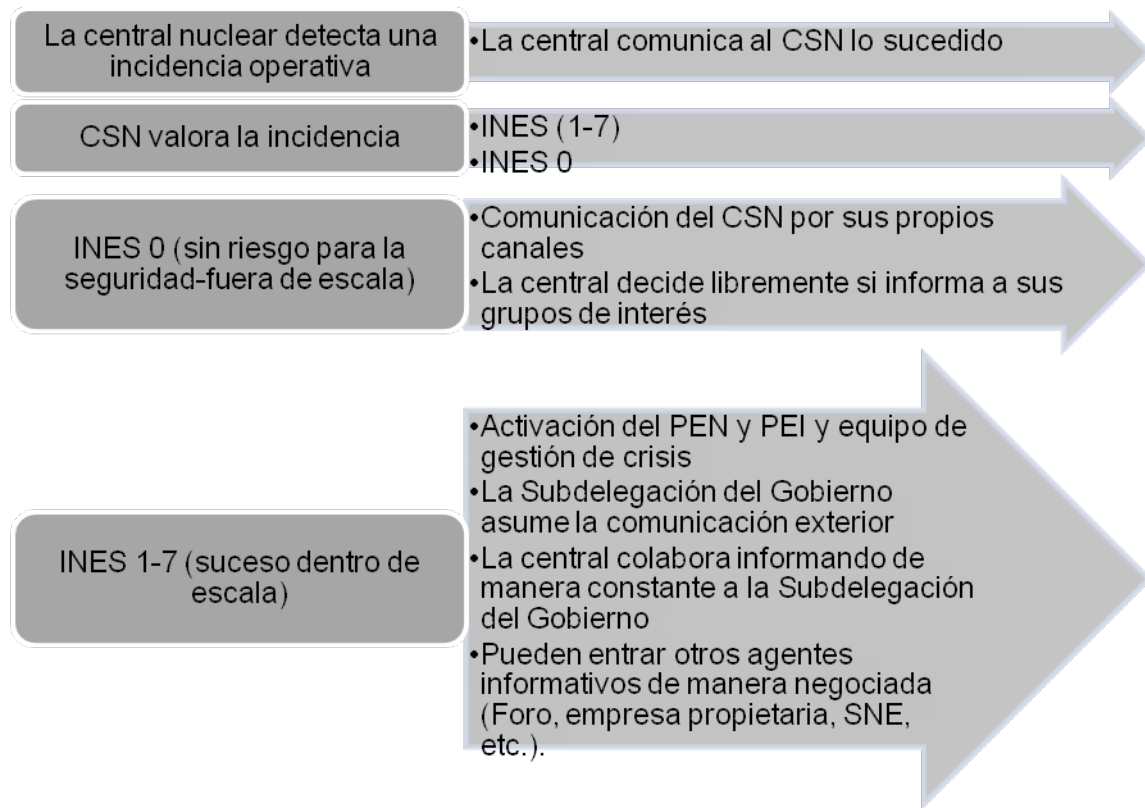 La central nuclear detecta una
incidencia operativa
•La central comunica al CSN lo sucedido
CSN valora la incidencia
•INES (1-7)
•INES 0
INES 0 (sin riesgo para la
seguridad-fuera de escala)
•Comunicación del CSN por sus propios
canales
•La central decide libremente si informa a sus
grupos de interés
INES 1-7 (suceso dentro de
escala)
•Activación del PEN y PEI y equipo de
gestión de crisis
•La Subdelegación del Gobierno
asume la comunicación exterior
•La central colabora informando de
manera constante a la Subdelegación
del Gobierno
•Pueden entrar otros agentes
informativos de manera negociada
(Foro, empresa propietaria, SNE,
etc.).